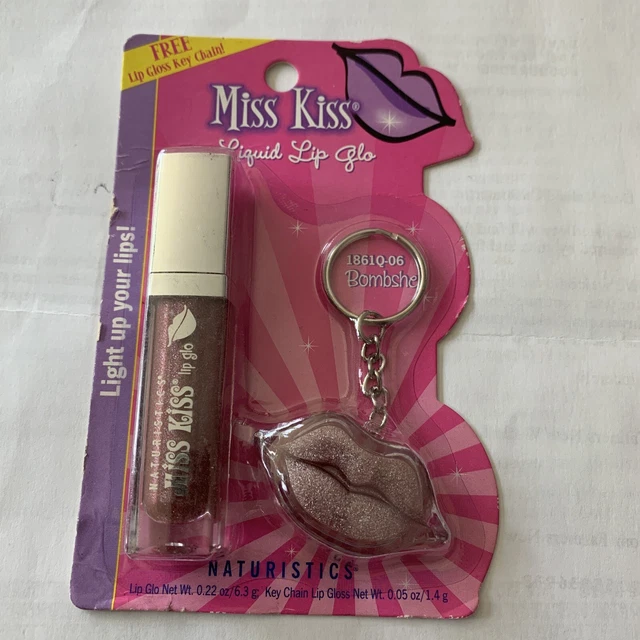 FREE
Lip Gloss Key Chain!
Miss Kiss®
Liquid Lip Glo
Light up your lips!
1861Q-06
Bombshe
NATURISTICS®
Miss Kiss® lip glo
NATURISTICS®
Lip Glo Net Wt. 0.22 oz/6.3 g; Key Chain Lip Gloss Net Wt. 0.05 oz/1.4 g